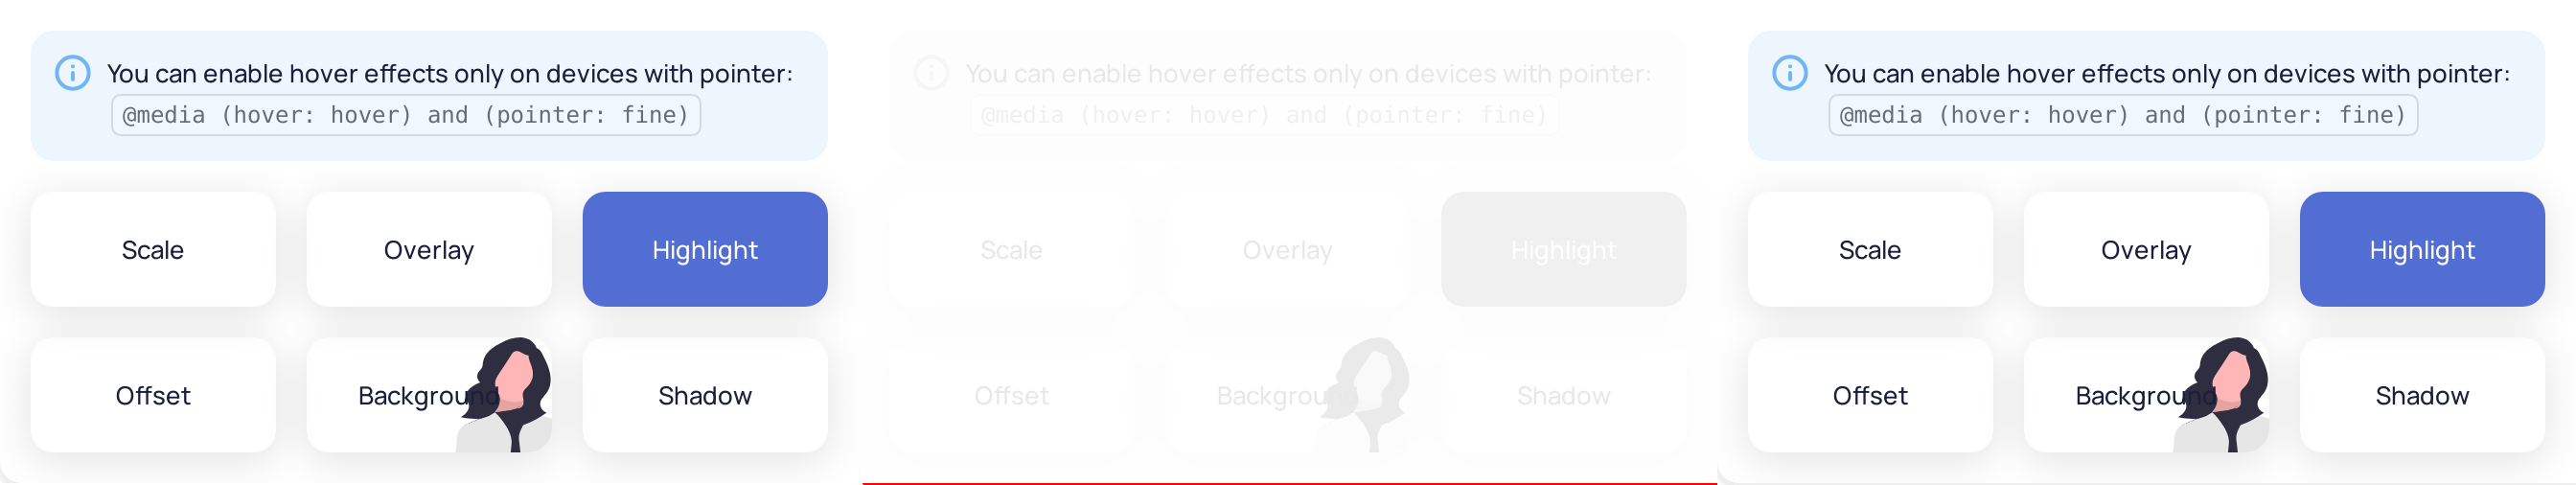 You can enable hover effects only on devices with pointer:
@media (hover: hover) and (pointer: fine)
Scale
Overlay
Highlight
Offset
Background
Shadow
You can enable hover effects only on devices with pointer:
@media (hover: hover) and (pointer: fine)
Scale
Overlay
Highlight
Offset
Background
Shadow
You can enable hover effects only on devices with pointer:
@media (hover: hover) and (pointer: fine)
Scale
Overlay
Highlight
Offset
Background
Shadow